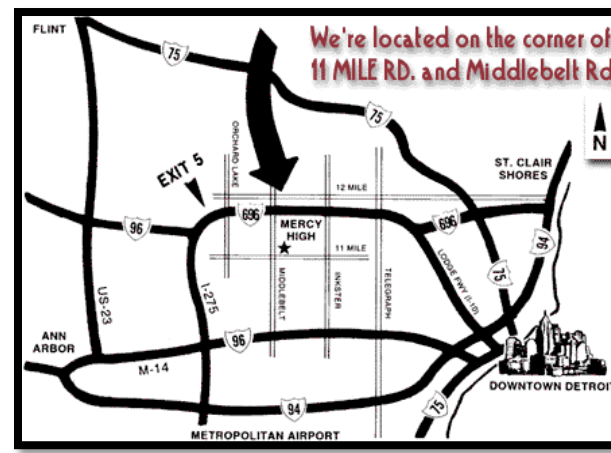 FLINT
We're located on the corner of
11 MILE RD. and Middlebelt Rd
75
75
N
ORCHARD LAKE
EXIT 5
ST. CLAIR
SHORES
12 MILE
696
MERCY
HIGH
696
96
94
11 MILE
LODGE FWY (I-10)
75
US-23
I-275
MIDDLEBELT
INKSTER
TELEGRAPH
ANN
ARBOR
96
M-14
DOWNTOWN DETROIT
94
75
METROPOLITAN AIRPORT